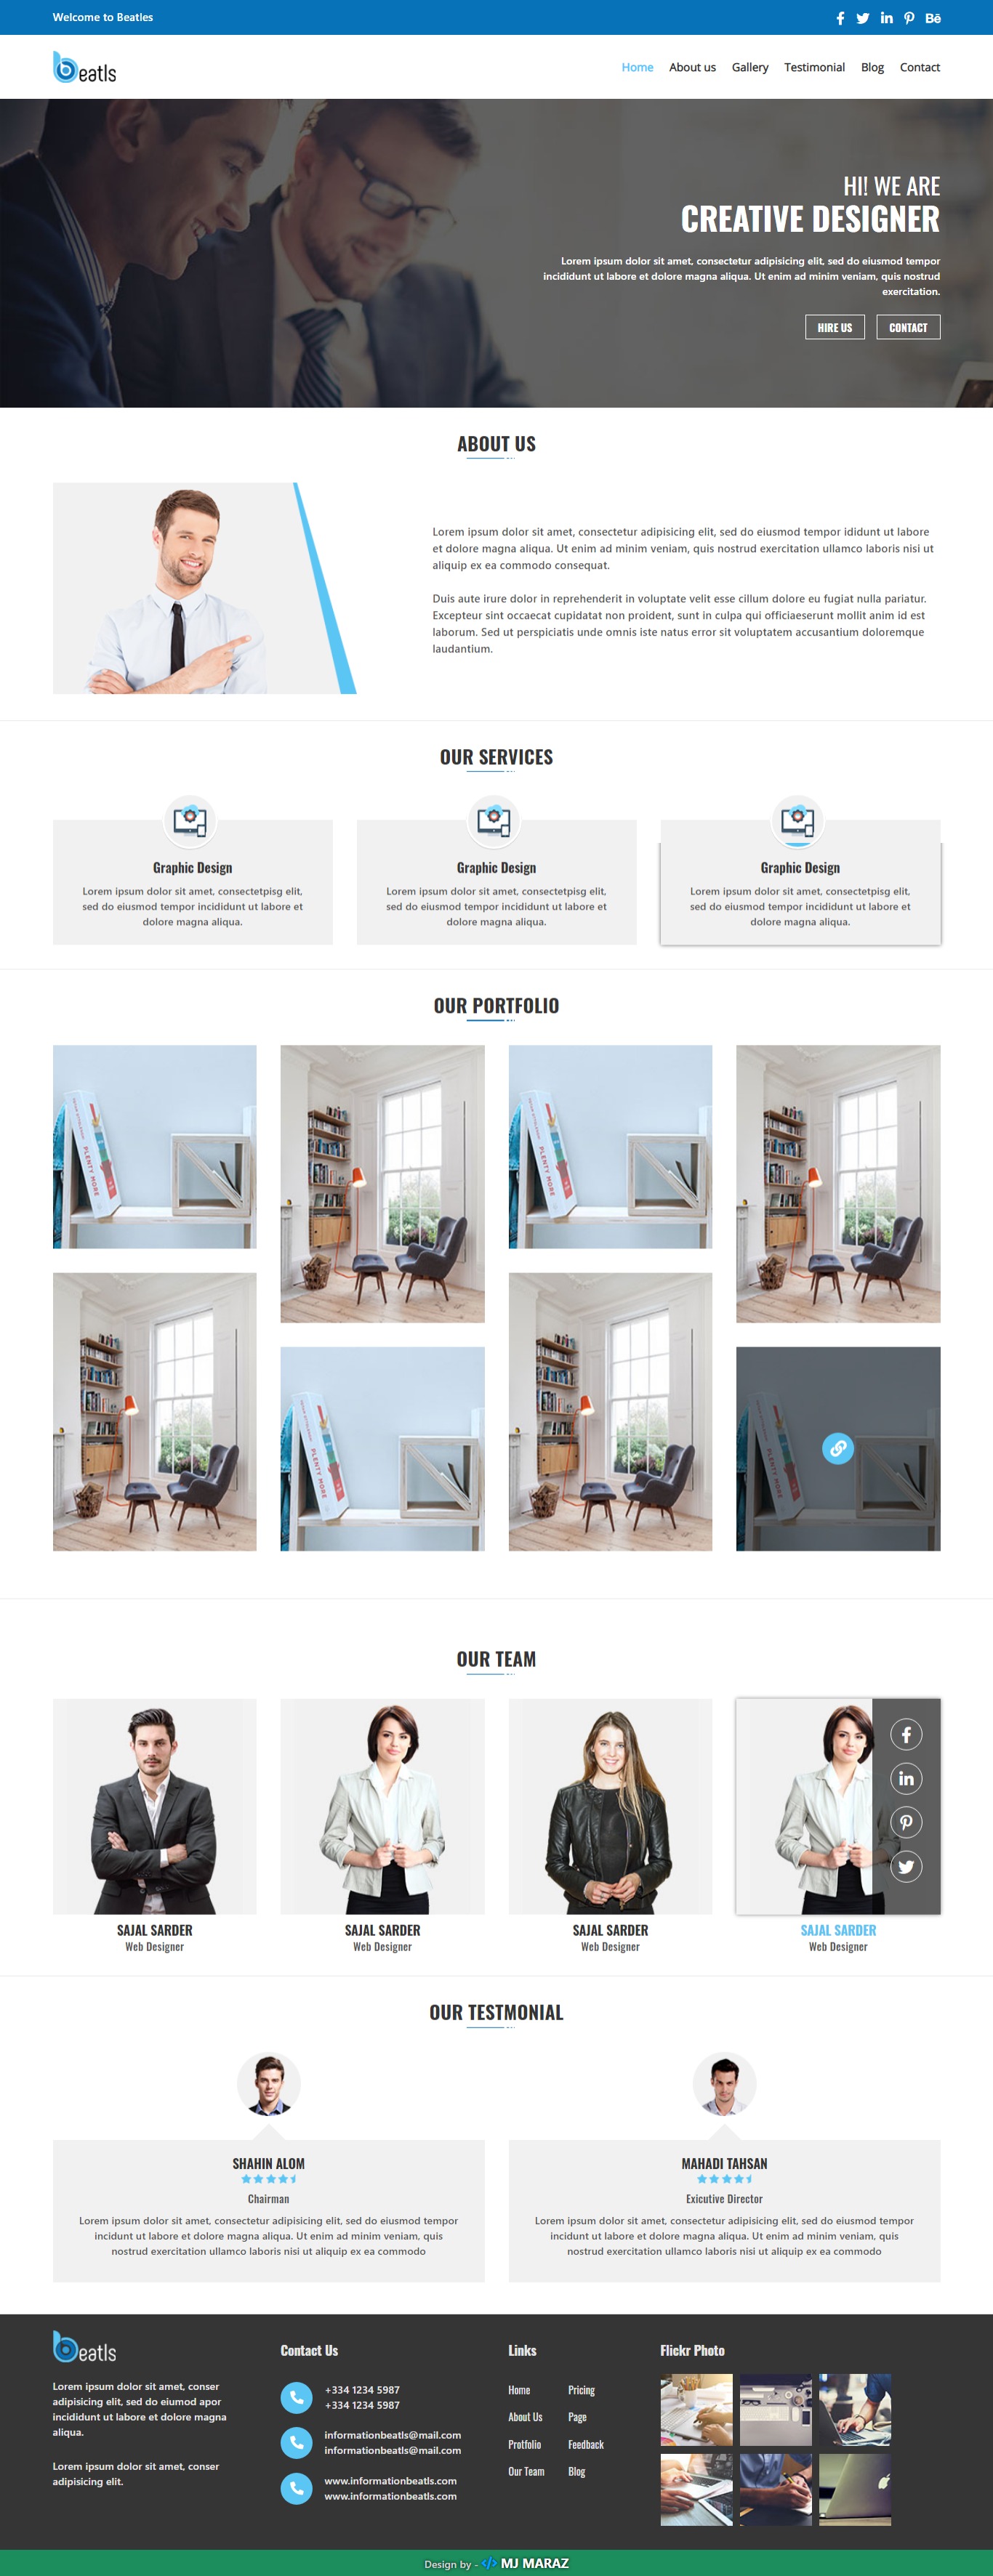 Welcome to Beatles
beatls
Home About us Gallery Testimonial Blog Contact
HI! WE ARE
CREATIVE DESIGNER
Lorem ipsum dolor sit amet, consectetur adipisicing elit, sed do eiusmod tempor
incididunt ut labore et dolore magna aliqua. Ut enim ad minim veniam, quis nostrud
exercitation.
HIRE US CONTACT
ABOUT US
Lorem ipsum dolor sit amet, consectetur adipisicing elit, sed do eiusmod tempor ididunt ut labore
et dolore magna aliqua. Ut enim ad minim veniam, quis nostrud exercitation ullamco laboris nisi ut
aliquip ex ea commodo consequat.
Duis aute irure dolor in reprehenderit in voluptate velit esse cillum dolore eu fugiat nulla pariatur.
Excepteur sint occaecat cupidatat non proident, sunt in culpa qui officiaeserunt mollit anim id est
laborum. Sed ut perspiciatis unde omnis iste natus error sit voluptatem accusantium doloremque
laudantium.
OUR SERVICES
Graphic Design
Lorem ipsum dolor sit amet, consectetpisg elit,
sed do eiusmod tempor incididunt ut labore et
dolore magna aliqua.
Graphic Design
Lorem ipsum dolor sit amet, consectetpisg elit,
sed do eiusmod tempor incididunt ut labore et
dolore magna aliqua.
Graphic Design
Lorem ipsum dolor sit amet, consectetpisg elit,
sed do eiusmod tempor incididunt ut labore et
dolore magna aliqua.
OUR PORTFOLIO
PLENTY MORE
PLENTY MORE
PLENTY MORE
PLENTY MORE
OUR TEAM
SAJAL SARDER
Web Designer
SAJAL SARDER
Web Designer
SAJAL SARDER
Web Designer
SAJAL SARDER
Web Designer
OUR TESTMONIAL
SHAHIN ALOM
Chairman
Lorem ipsum dolor sit amet, consectetur adipisicing elit, sed do eiusmod tempor
incidunt ut labore et dolore magna aliqua. Ut enim ad minim veniam, quis
nostrud exercitation ullamco laboris nisi ut aliquip ex ea commodo
MAHADI TAHSAN
Exicutive Director
Lorem ipsum dolor sit amet, consectetur adipisicing elit, sed do eiusmod tempor
incidunt ut labore et dolore magna aliqua. Ut enim ad minim veniam, quis
nostrud exercitation ullamco laboris nisi ut aliquip ex ea commodo
beatls
Lorem ipsum dolor sit amet, conser
adipisicing elit, sed do eiumod apor
incididunt ut labore et dolore magna
aliqua.
Lorem ipsum dolor sit amet, conser
adipisicing elit.
Contact Us
+334 1234 5987
+334 1234 5987
informationbeatls@mail.com
informationbeatls@mail.com
www.informationbeatls.com
www.informationbeatls.com
Links
Home Pricing
About Us Page
Protfolio Feedback
Our Team Blog
Flickr Photo
Design by - </> MJ MARAZ